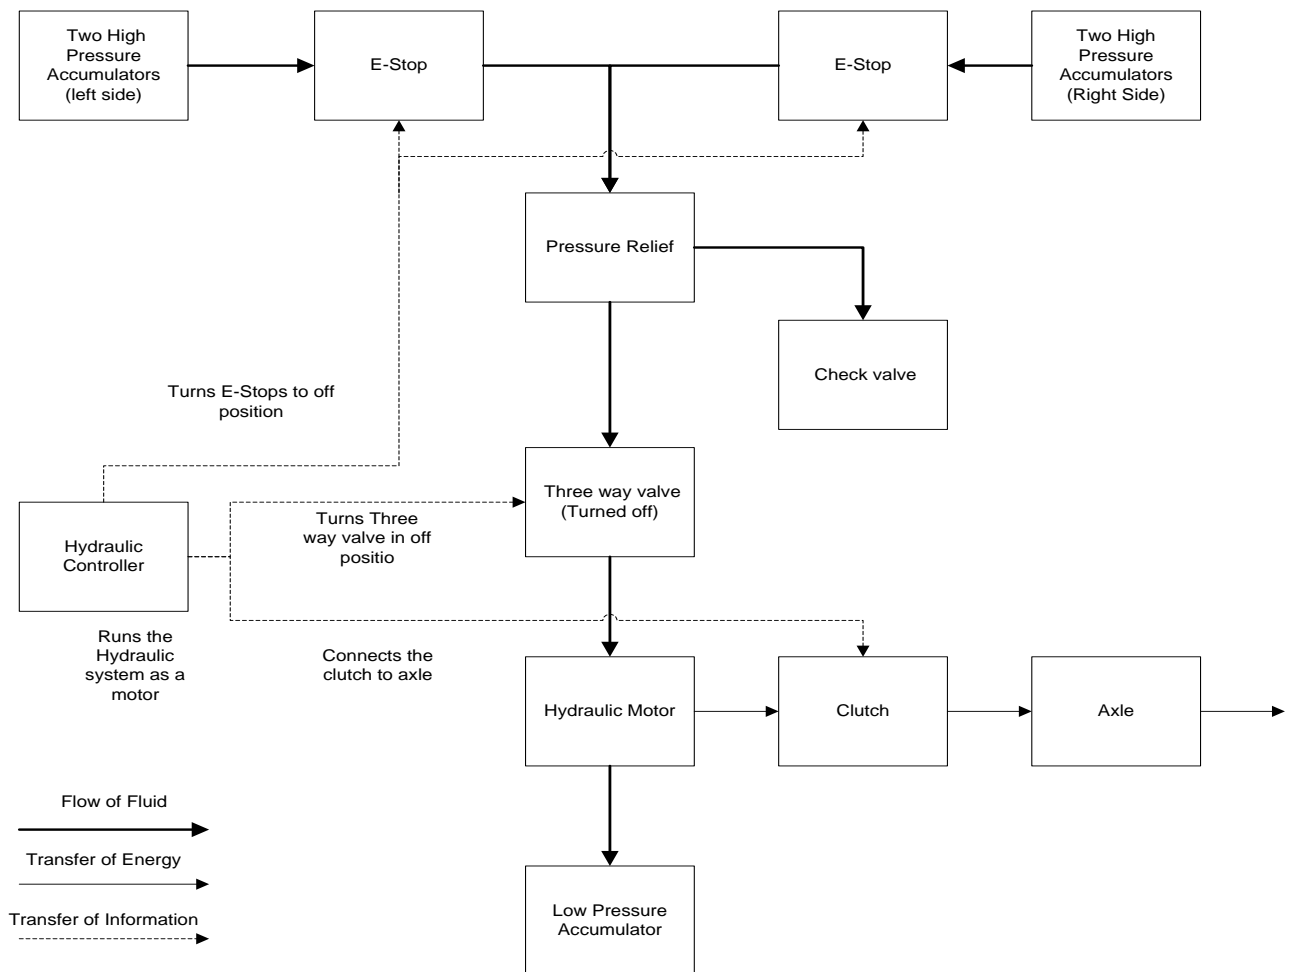 Two High
Pressure
Accumulators
(left side)
E-Stop
E-Stop
Two High
Pressure
Accumulators
(Right Side)
Pressure Relief
Check valve
Turns E-Stops to off
position
Three way valve
(Turned off)
Turns Three
way valve in off
positio
Hydraulic
Controller
Runs the
Hydraulic
system as a
motor
Connects the
clutch to axle
Hydraulic Motor
Clutch
Axle
Flow of Fluid
Transfer of Energy
Transfer of Information
Low Pressure
Accumulator